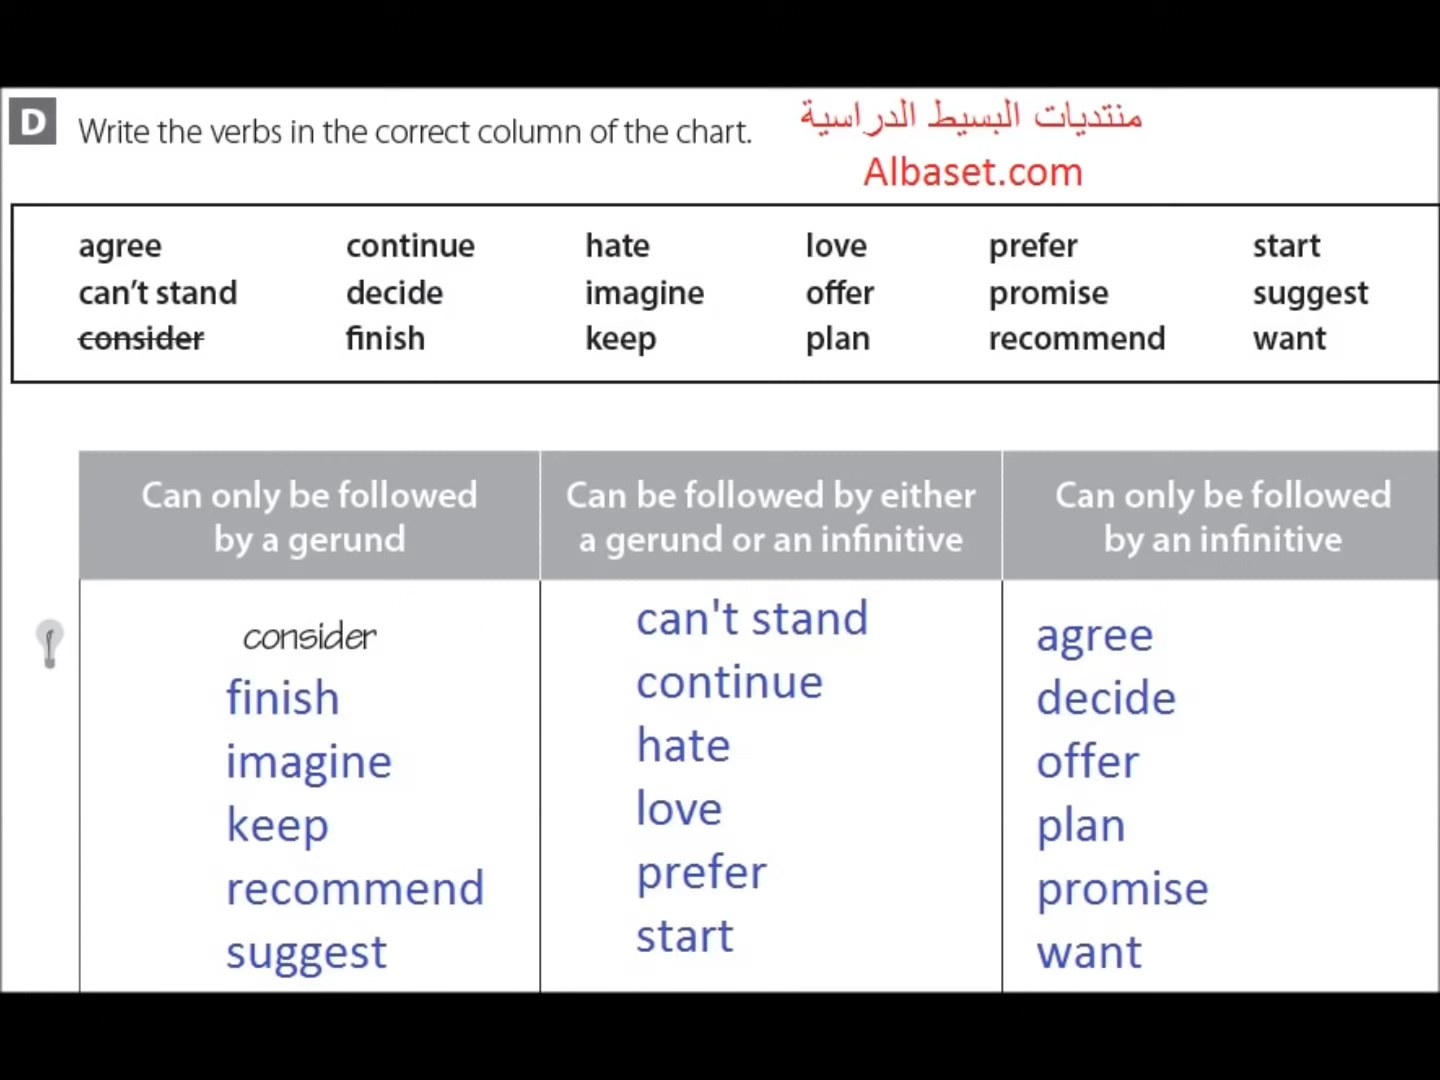 D Write the verbs in the correct column of the chart.
منتديات البسيط الدراسية
Albaset.com
agree continue hate love prefer start
can't stand decide imagine offer promise suggest
consider finish keep plan recommend want
Can only be followed by a gerund
Can be followed by either a gerund or an infinitive
Can only be followed by an infinitive
consider
finish
imagine
keep
recommend
suggest
can't stand
continue
hate
love
prefer
start
agree
decide
offer
plan
promise
want